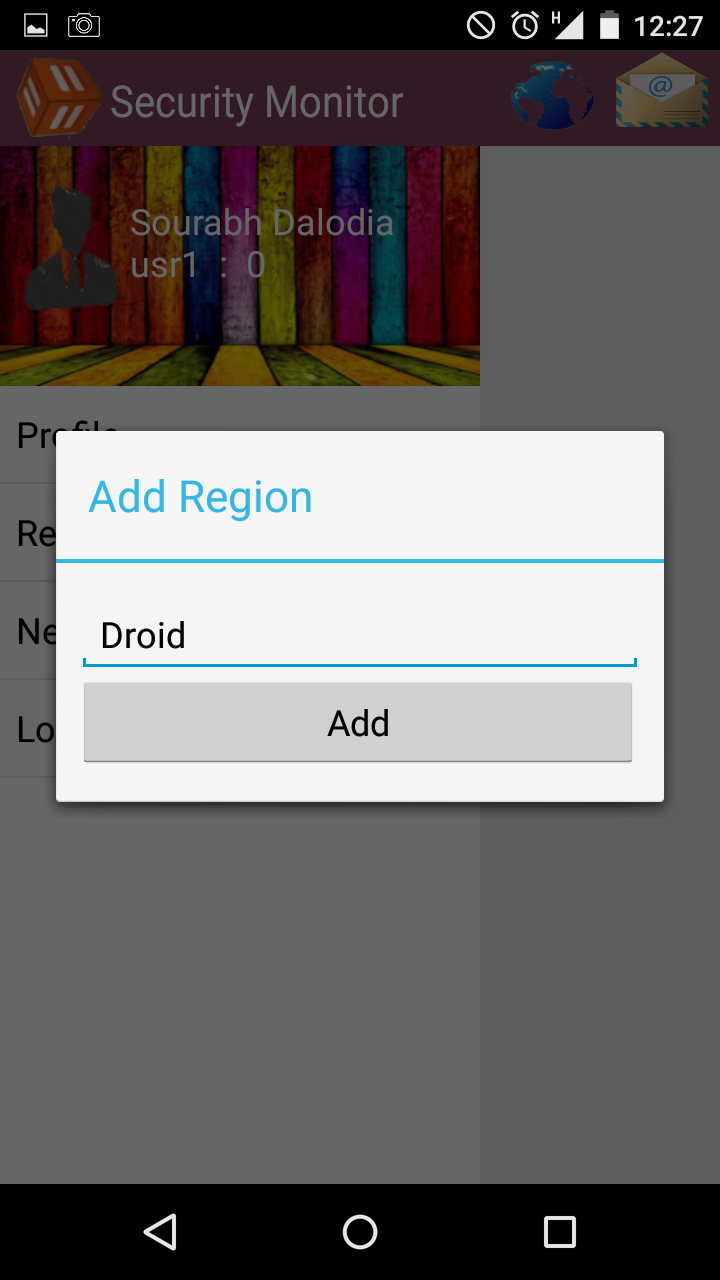 H 12:27
Security Monitor
@
Sourabh Dalodia
usr1 : 0
Add Region
Droid
Add